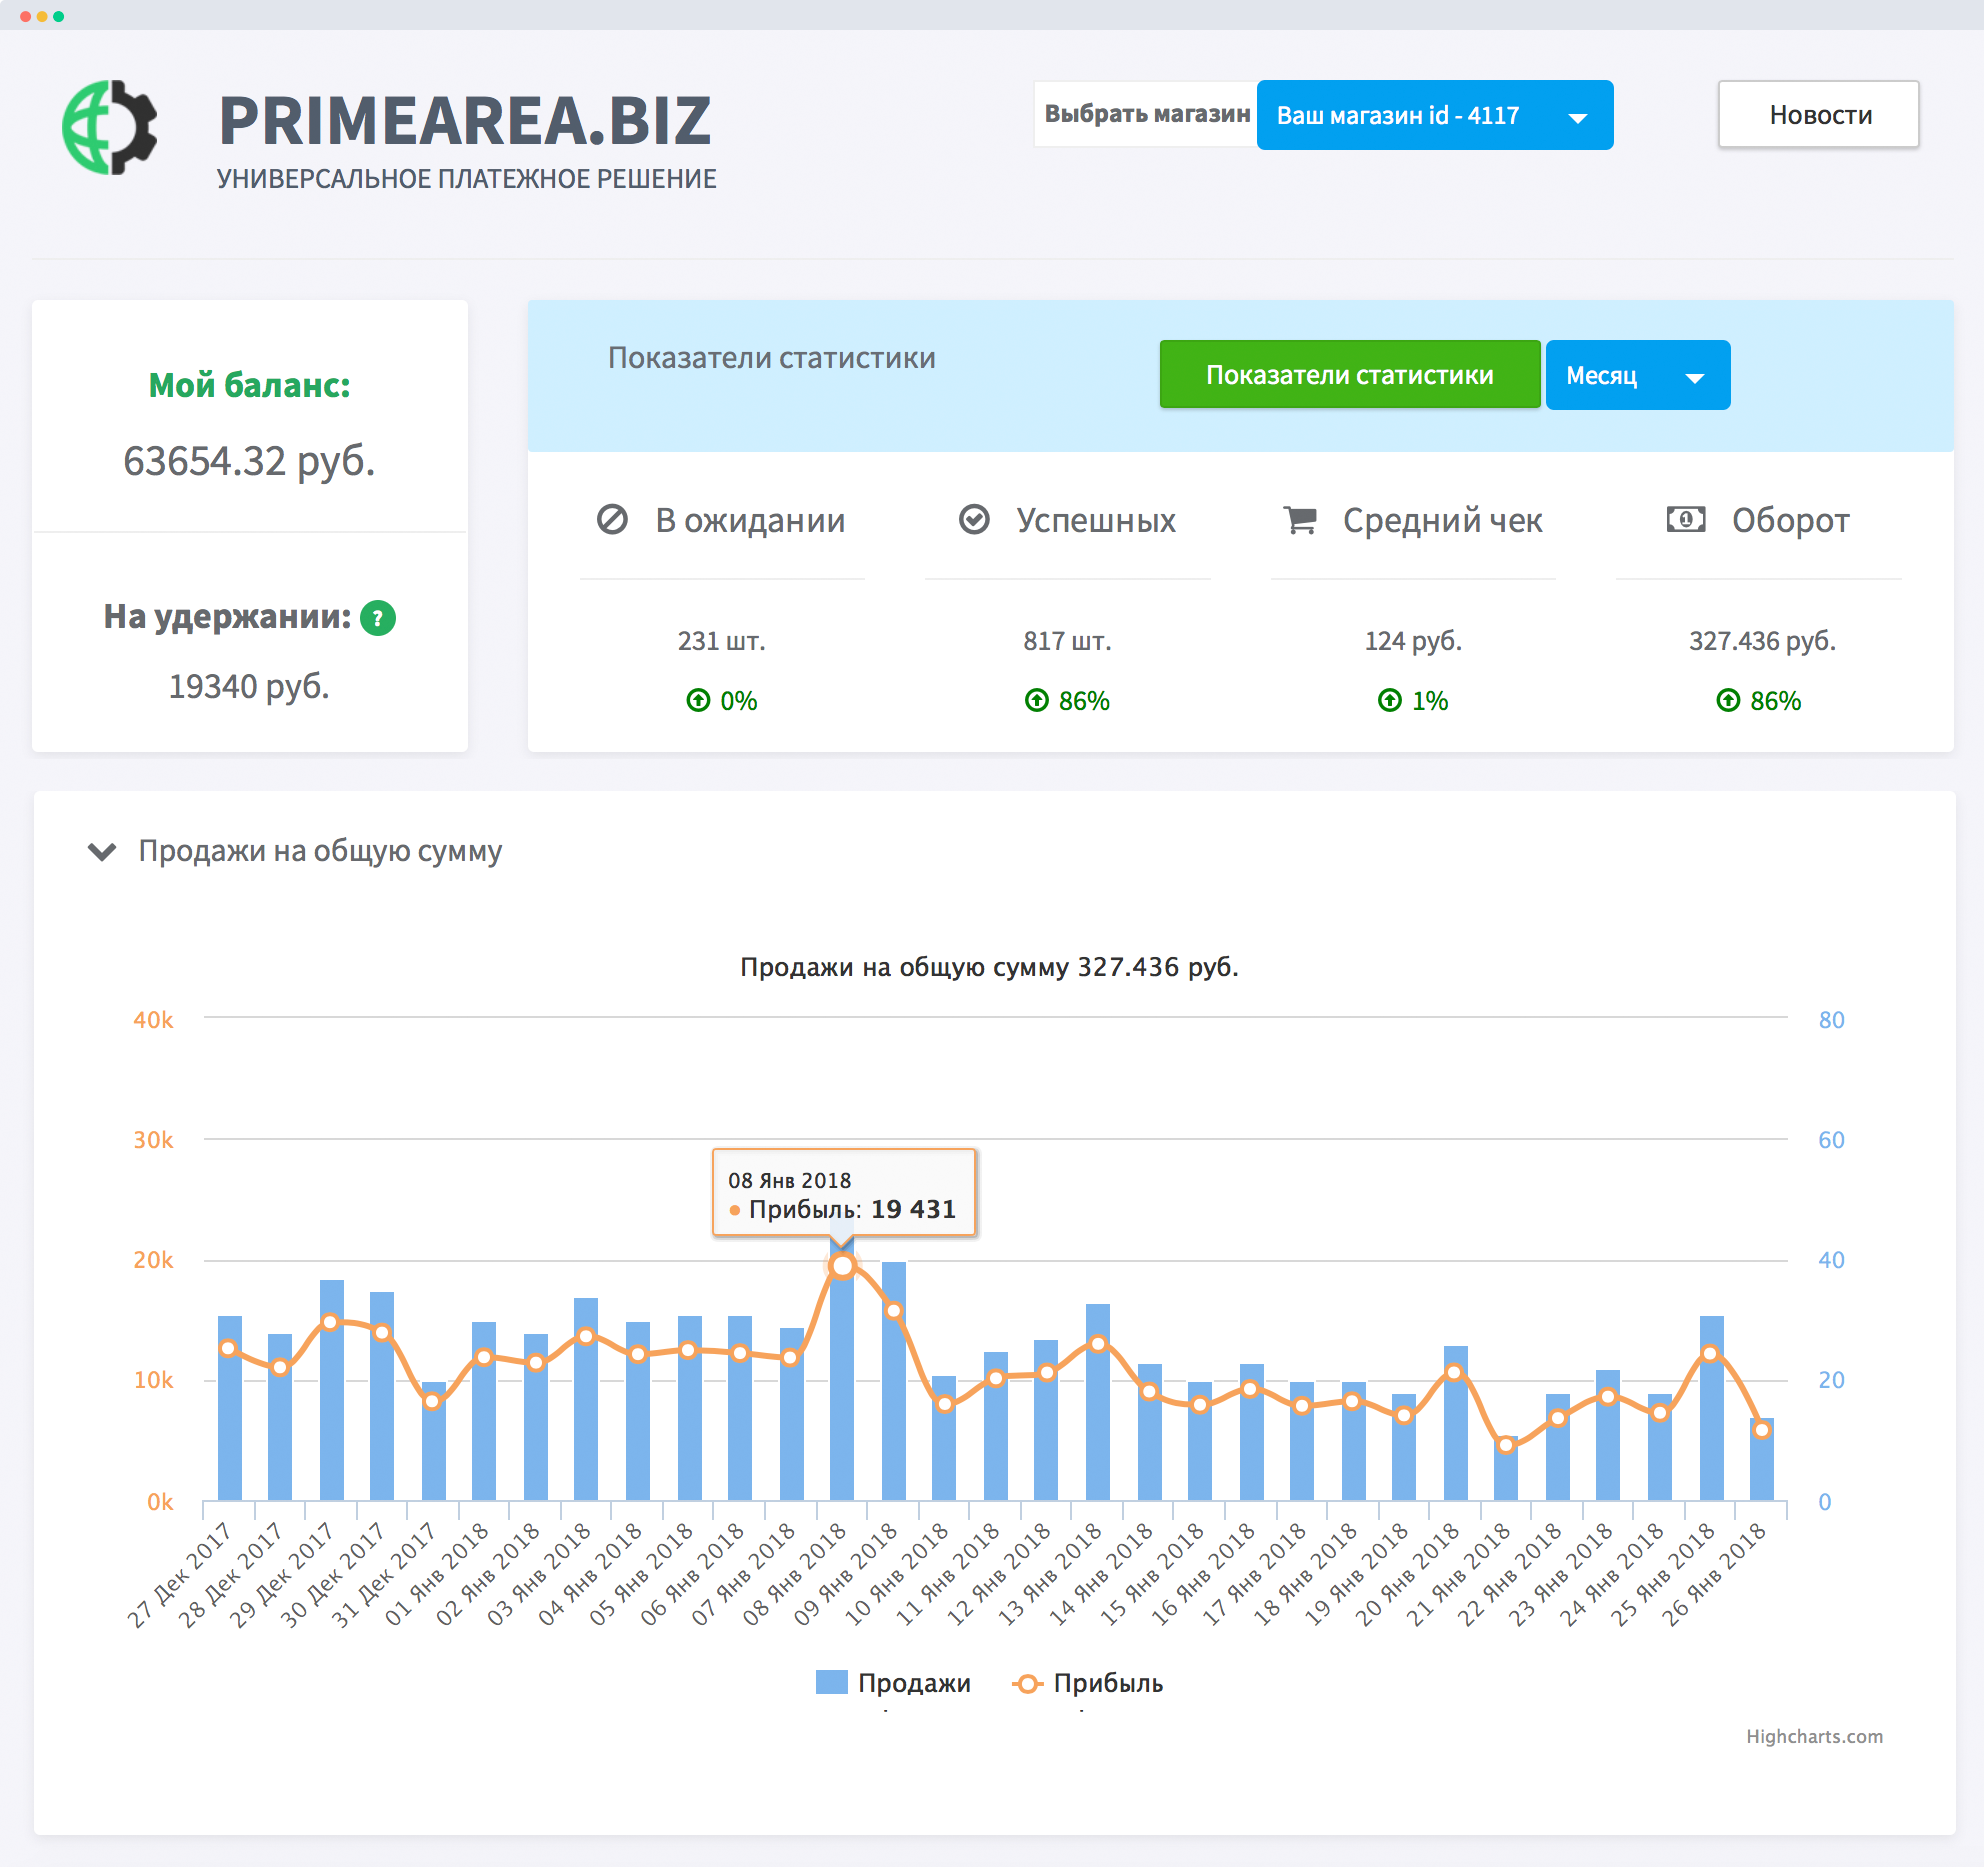 PRIMEAREA.BIZ
УНИВЕРСАЛЬНОЕ ПЛАТЕЖНОЕ РЕШЕНИЕ
Выбрать магазин
Ваш магазин id - 4117
Новости
Мой баланс:
63654.32 руб.
На удержании: ?
19340 руб.
Показатели статистики
Показатели статистики
Месяц
В ожидании
Успешных
Средний чек
Оборот
231 шт.
817 шт.
124 руб.
327.436 руб.
0%
86%
1%
86%
Продажи на общую сумму
Продажи на общую сумму 327.436 руб.
40k
30k
20k
10k
0k
80
60
40
20
0
08 Янв 2018
Прибыль: 19 431
27 Дек 2017
28 Дек 2017
29 Дек 2017
30 Дек 2017
31 Дек 2017
01 Янв 2018
02 Янв 2018
03 Янв 2018
04 Янв 2018
05 Янв 2018
06 Янв 2018
07 Янв 2018
08 Янв 2018
09 Янв 2018
10 Янв 2018
11 Янв 2018
12 Янв 2018
13 Янв 2018
14 Янв 2018
15 Янв 2018
16 Янв 2018
17 Янв 2018
18 Янв 2018
19 Янв 2018
20 Янв 2018
21 Янв 2018
22 Янв 2018
23 Янв 2018
24 Янв 2018
25 Янв 2018
26 Янв 2018
Продажи
Прибыль
Highcharts.com